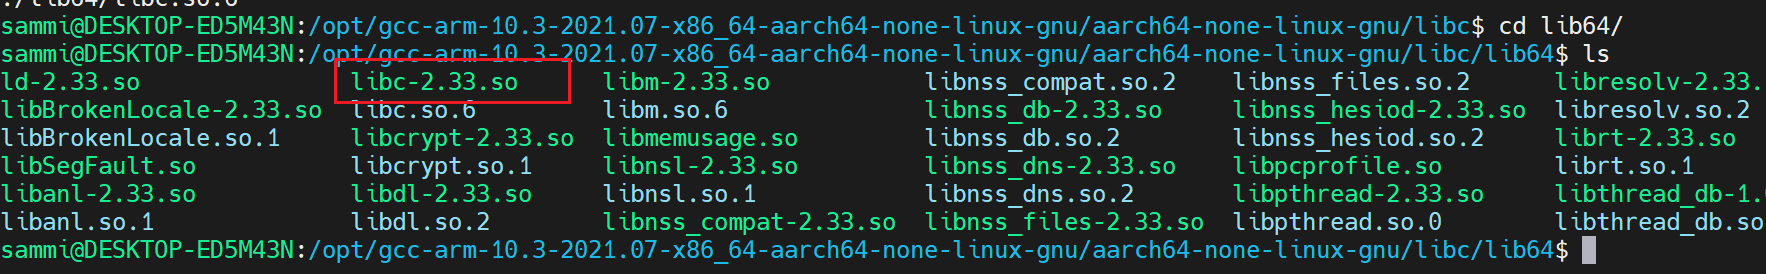 ./lib64/libc.so.6
sammi@DESKTOP-ED5M43N:/opt/gcc-arm-10.3-2021.07-x86_64-aarch64-none-linux-gnu/aarch64-none-linux-gnu/libc$ cd lib64/
sammi@DESKTOP-ED5M43N:/opt/gcc-arm-10.3-2021.07-x86_64-aarch64-none-linux-gnu/aarch64-none-linux-gnu/libc/lib64$ ls
ld-2.33.so libc-2.33.so libm-2.33.so libnss_compat.so.2 libnss_files.so.2 libresolv-2.33.
libBrokenLocale-2.33.so libc.so.6 libm.so.6 libnss_db-2.33.so libnss_hesiod-2.33.so libresolv.so.2
libBrokenLocale.so.1 libcrypt-2.33.so libmemusage.so libnss_db.so.2 libnss_hesiod.so.2 librt-2.33.so
libSegFault.so libcrypt.so.1 libnsl-2.33.so libnss_dns-2.33.so libpcprofile.so librt.so.1
libanl-2.33.so libdl-2.33.so libnsl.so.1 libnss_dns.so.2 libpthread-2.33.so libthread_db-1.
libanl.so.1 libdl.so.2 libnss_compat-2.33.so libnss_files-2.33.so libpthread.so.0 libthread_db.so
sammi@DESKTOP-ED5M43N:/opt/gcc-arm-10.3-2021.07-x86_64-aarch64-none-linux-gnu/aarch64-none-linux-gnu/libc/lib64$